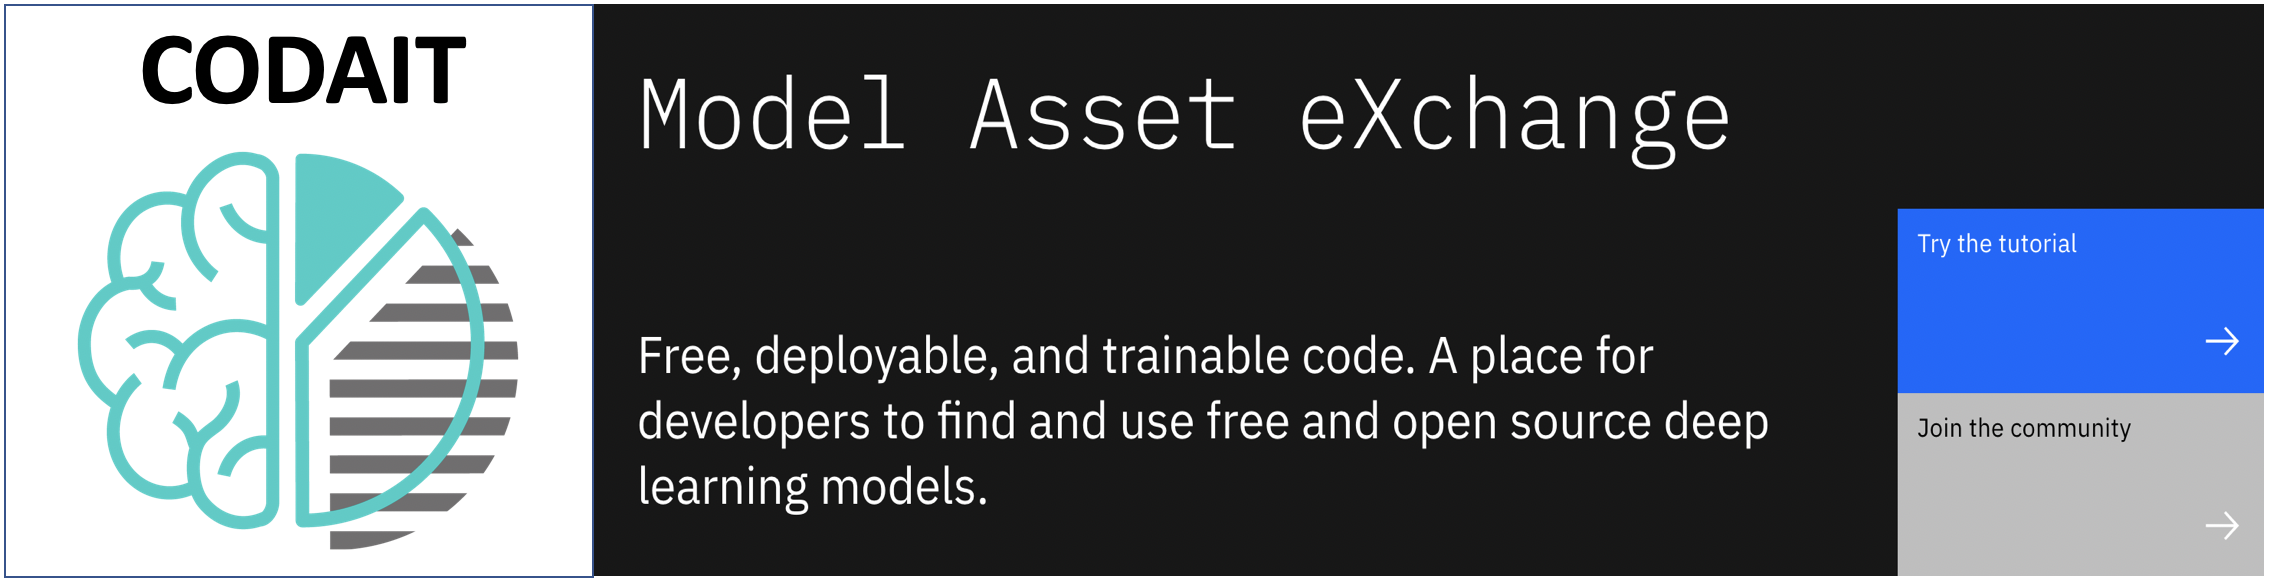 CODAIT
Model Asset eXchange
Free, deployable, and trainable code. A place for
developers to find and use free and open source deep
learning models.
Try the tutorial
Join the community